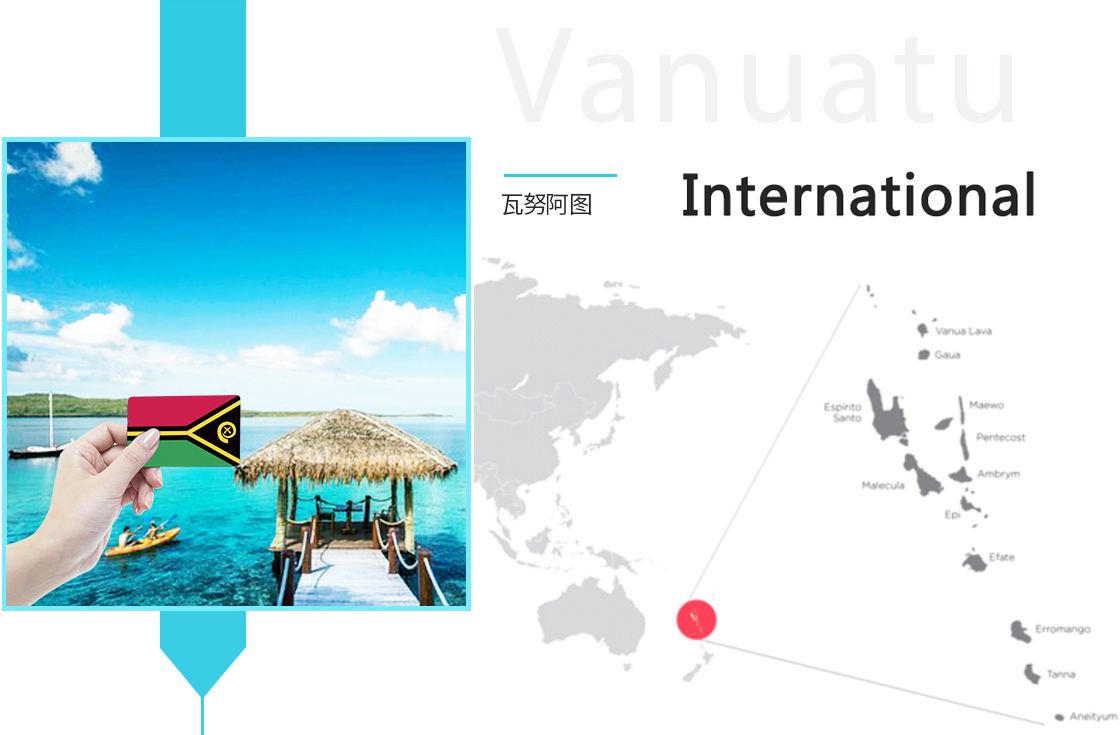 Vanuatu
瓦努阿图
International
Vanua Lava
Gaua
Espirito
Santo
Maewo
Pentecost
Ambrym
Malecula
Epi
Efate
Erromango
Tanna
Aneityum